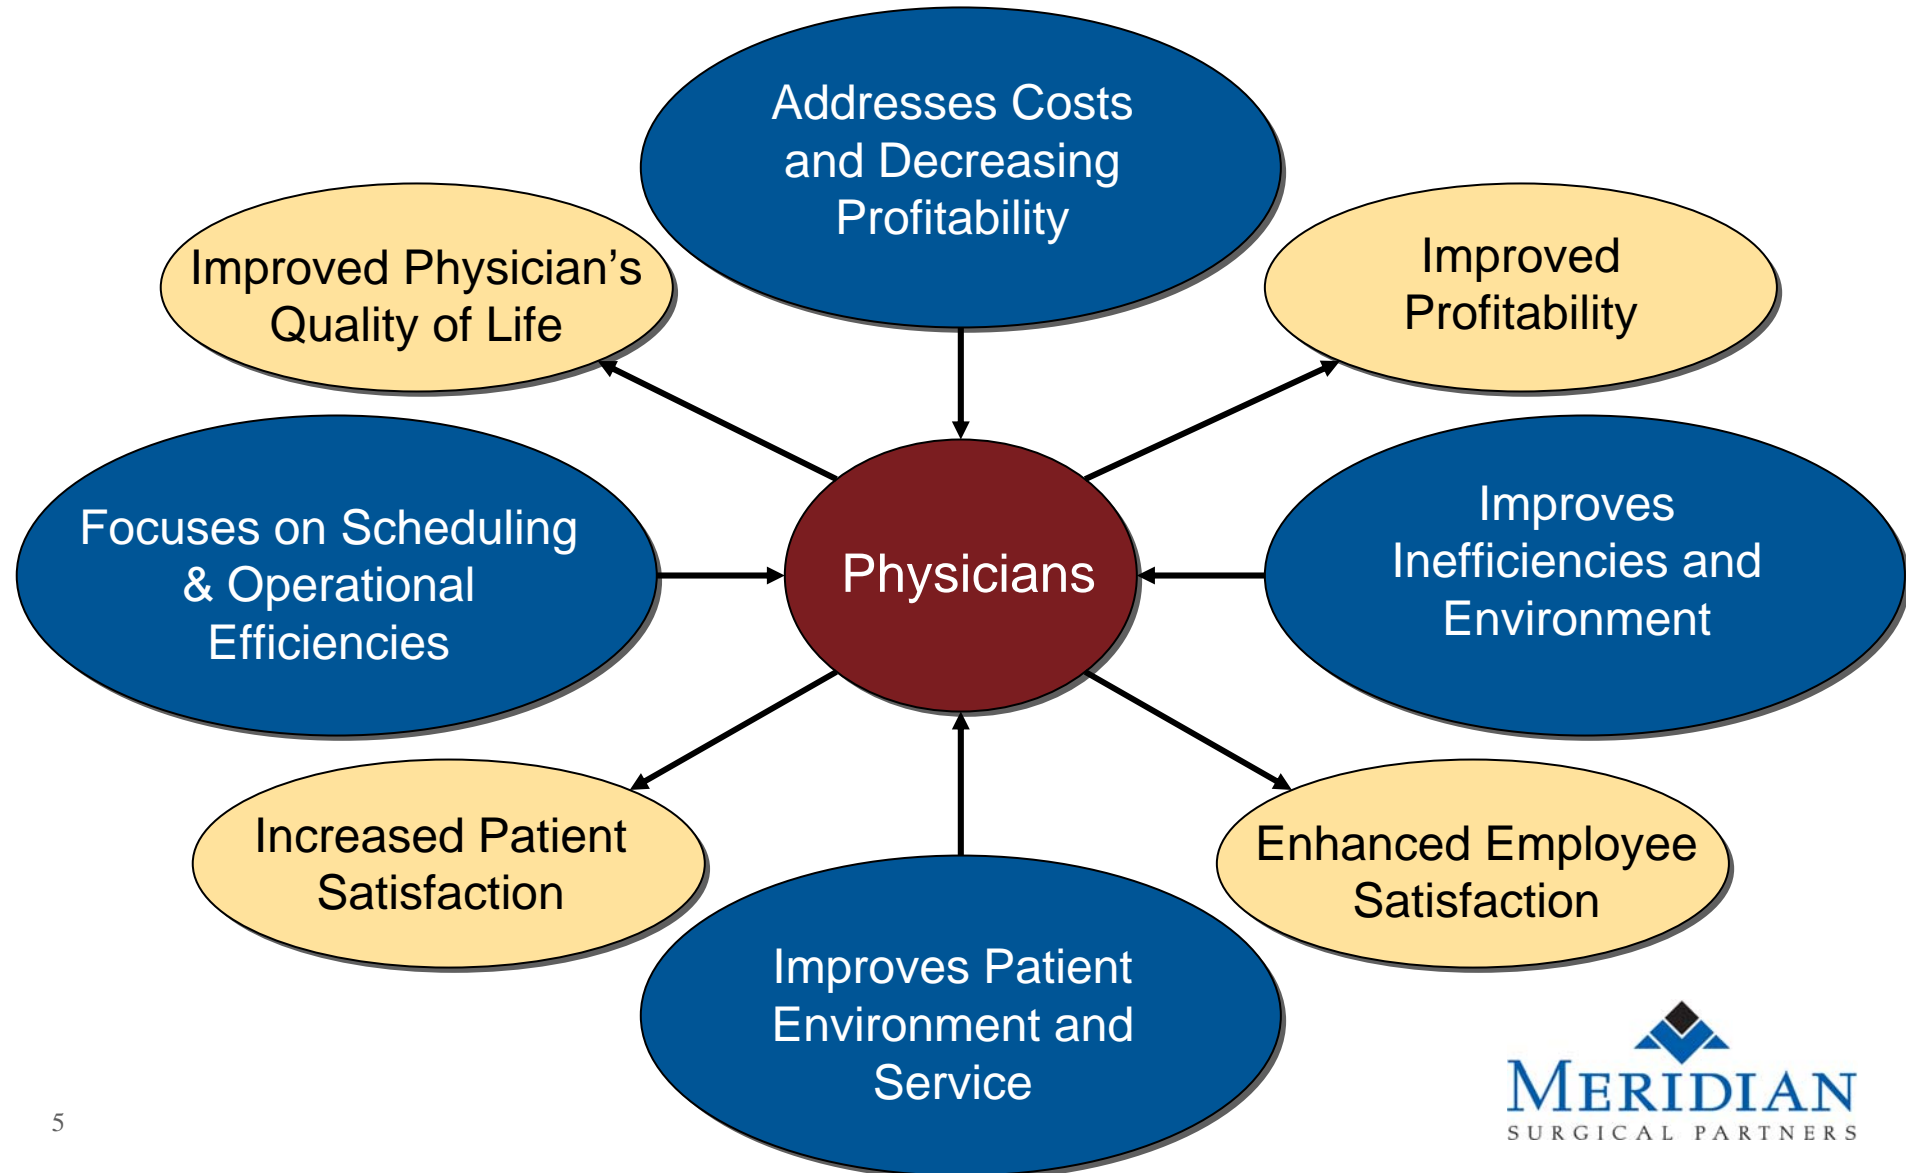 Addresses Costs
and Decreasing
Profitability
Improved Physician’s
Quality of Life
Improved
Profitability
Focuses on Scheduling
& Operational
Efficiencies
Physicians
Improves
Inefficiencies and
Environment
Increased Patient
Satisfaction
Enhanced Employee
Satisfaction
Improves Patient
Environment and
Service
5
MERIDIAN
SURGICAL PARTNERS